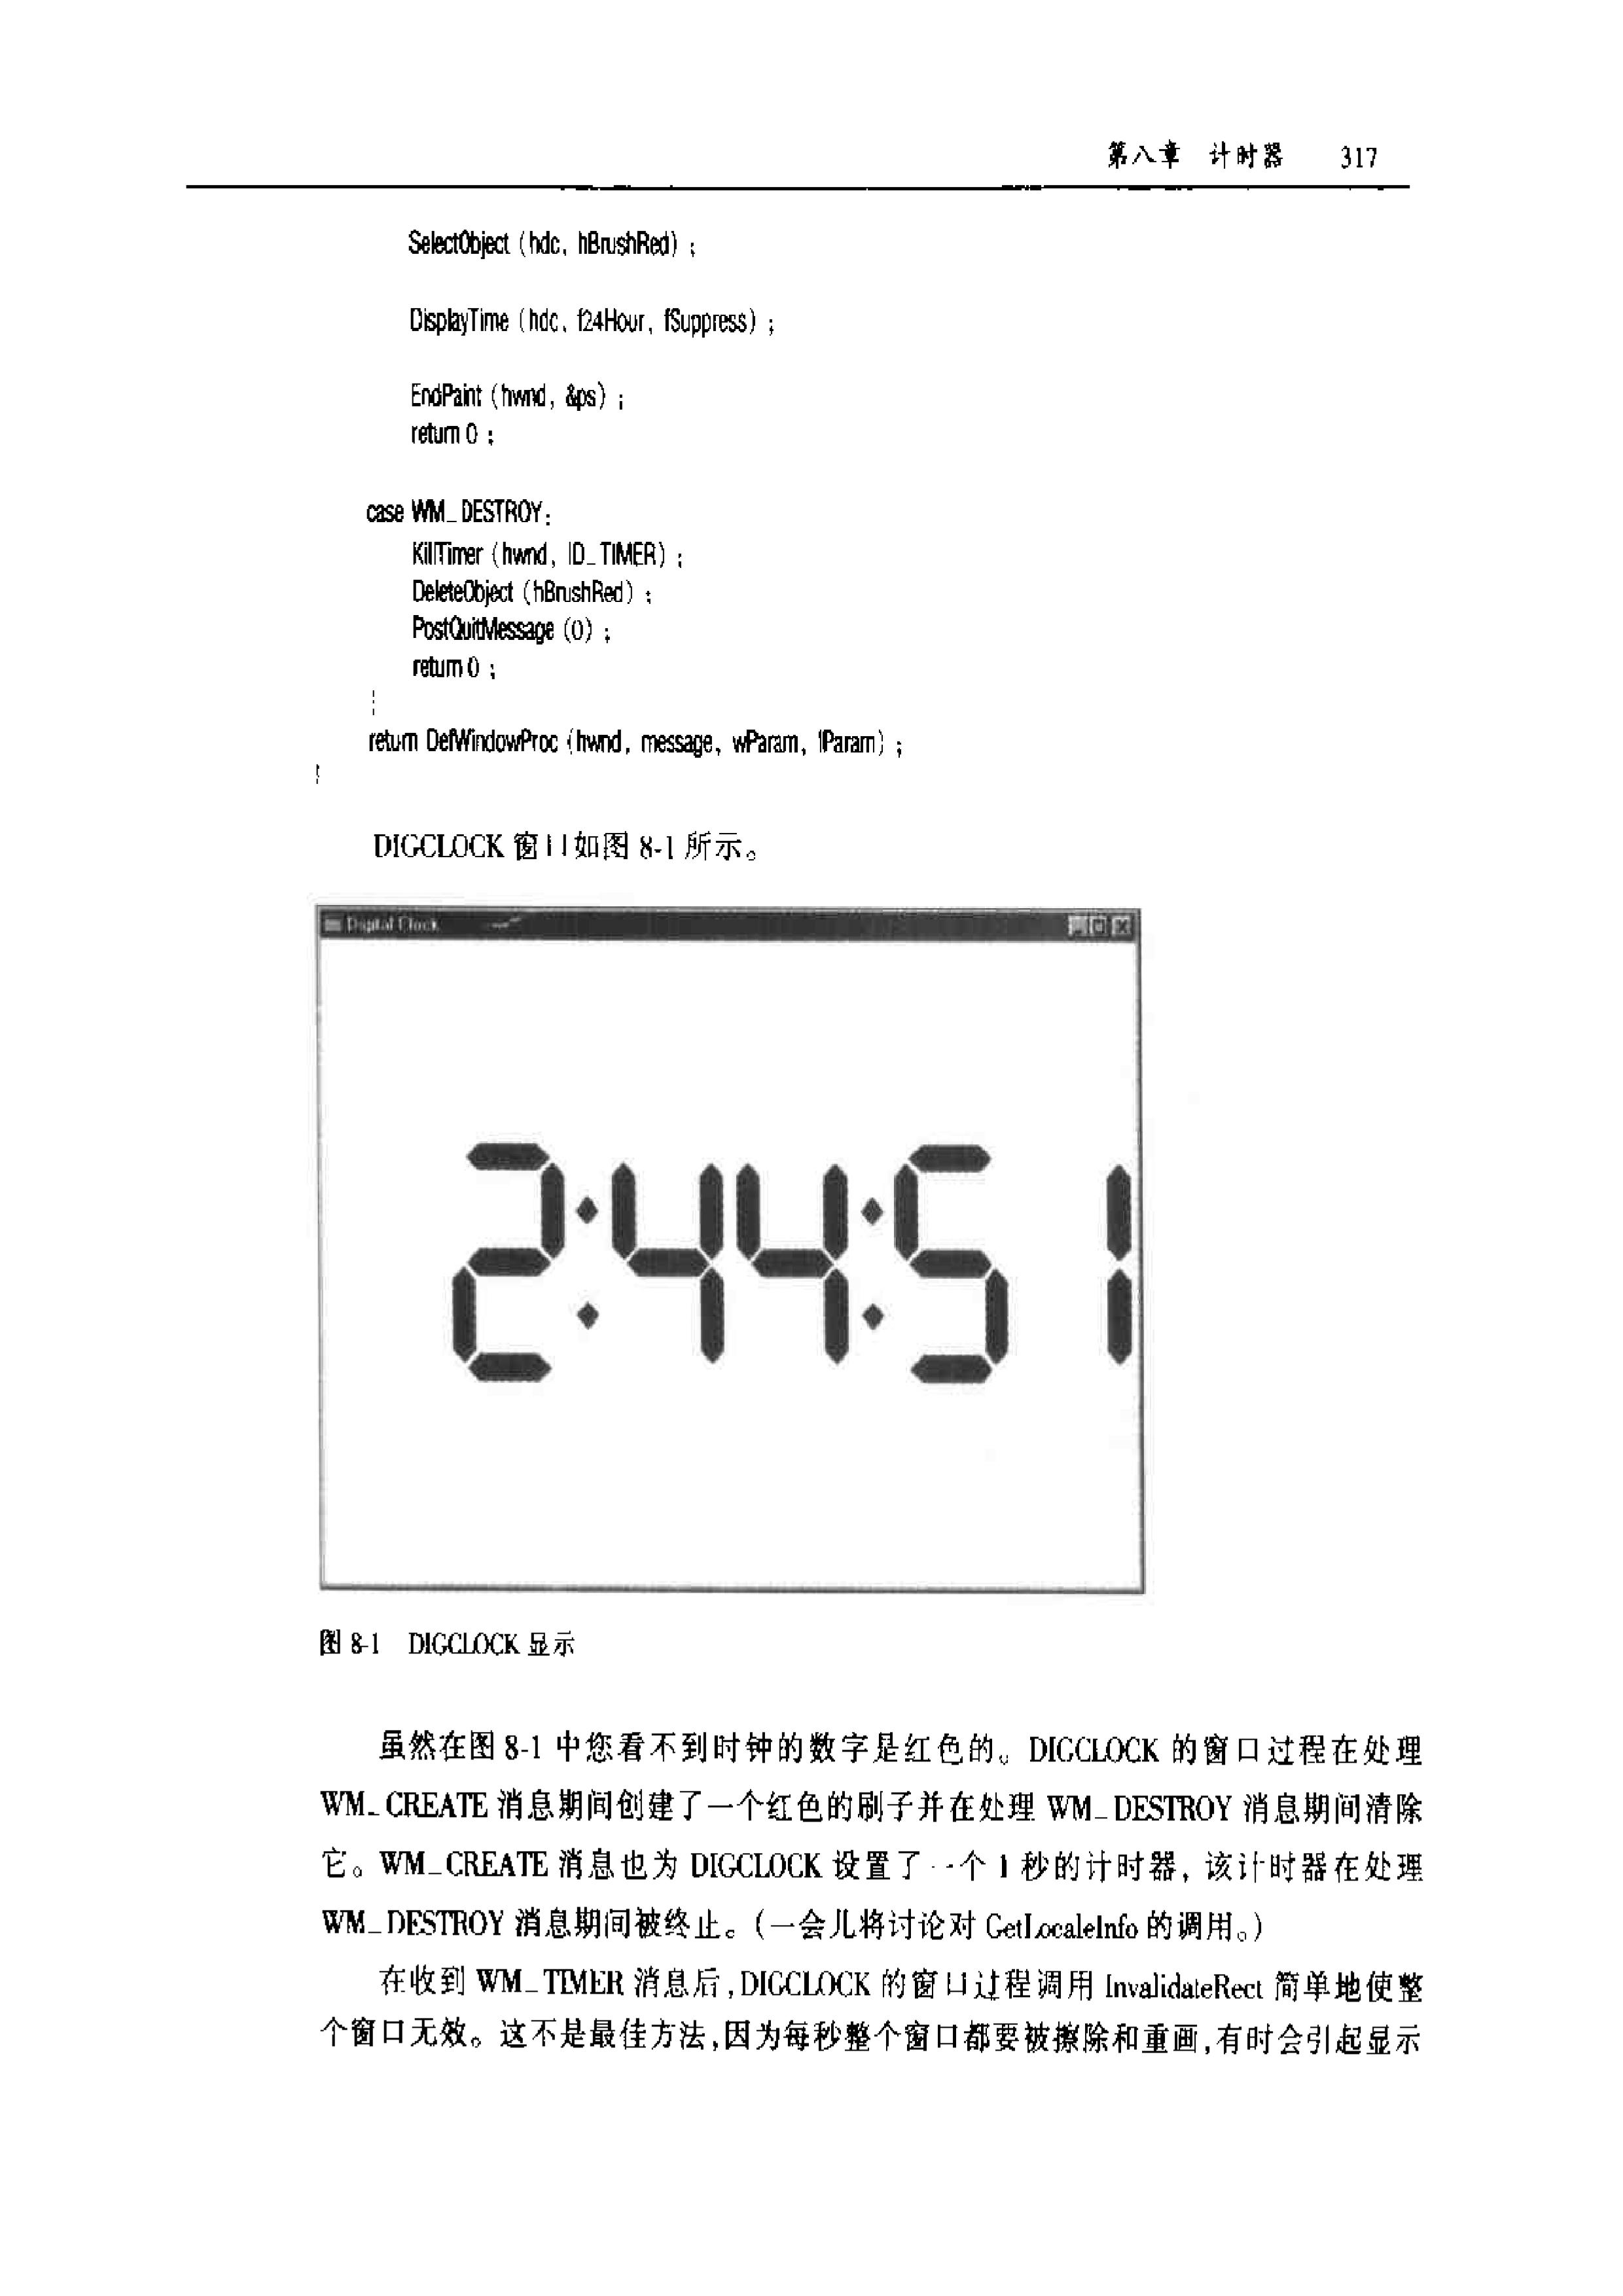 第八章 计时器 317
SelectObject (hdc, hBrushRed) ;
DisplayTime (hdc, f24Hour, fSuppress) ;
EndPaint (hwnd, &ps) ;
return 0 ;
case WM_DESTROY:
KillTimer (hwnd, ID_TIMER) ;
DeleteObject (hBrushRed) ;
PostQuitMessage (0) ;
return 0 ;
}
return DefWindowProc (hwnd, message, wParam, lParam) ;
}
DIGCLOCK 窗口如图 8-1 所示。
Digital Clock
2:44:51
图 8-1 DIGCLOCK 显示
虽然在图 8-1 中您看不到时钟的数字是红色的。DIGCLOCK 的窗口过程在处理
WM_CREATE 消息期间创建了一个红色的刷子并在处理 WM_DESTROY 消息期间清除
它。WM_CREATE 消息也为 DIGCLOCK 设置了一个 1 秒的计时器, 该计时器在处理
WM_DESTROY 消息期间被终止。(一会儿将讨论对 GetLocaleInfo 的调用。)
在收到 WM_TIMER 消息后,DIGCLOCK 的窗口过程调用 InvalidateRect 简单地使整
个窗口无效。这不是最佳方法,因为每秒整个窗口都要被擦除和重画,有时会引起显示